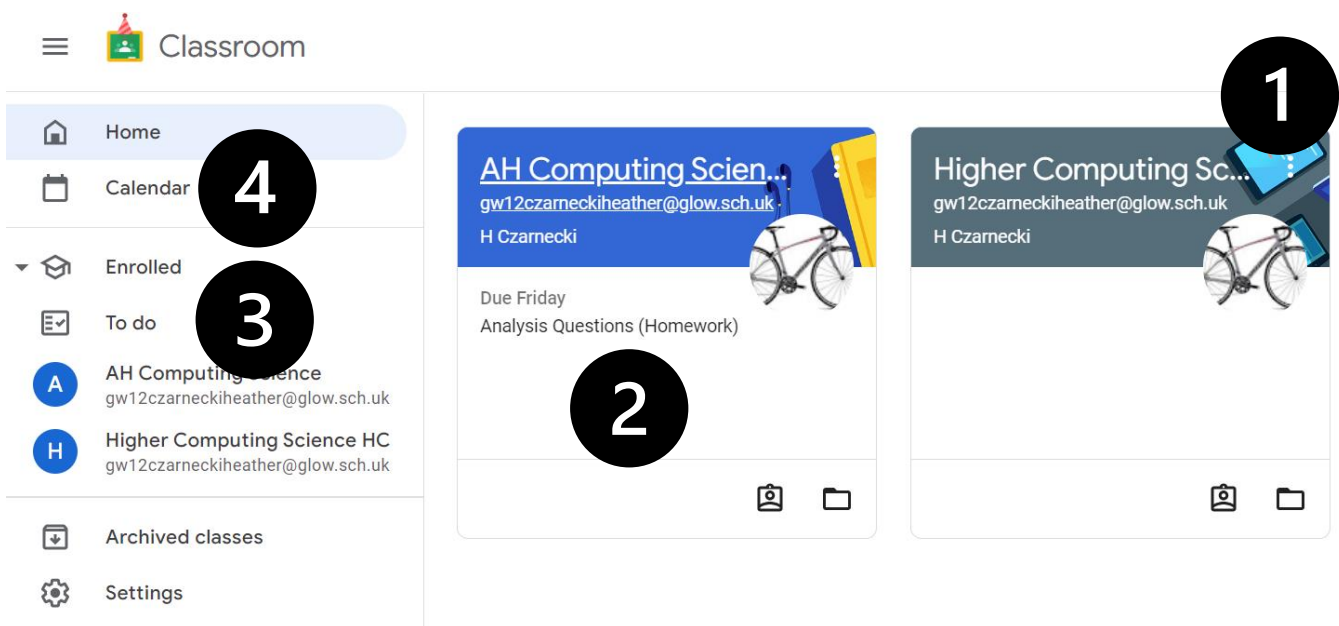 Classroom
1
Home
Calendar
4
Enrolled
To do
3
AH Computing Science
gw12czarneckiheather@glow.sch.uk
Higher Computing Science HC
gw12czarneckiheather@glow.sch.uk
Archived classes
Settings
AH Computing Scien...
gw12czarneckiheather@glow.sch.uk
H Czarnecki
Due Friday
Analysis Questions (Homework)
2
Higher Computing Sc...
gw12czarneckiheather@glow.sch.uk
H Czarnecki
A
H